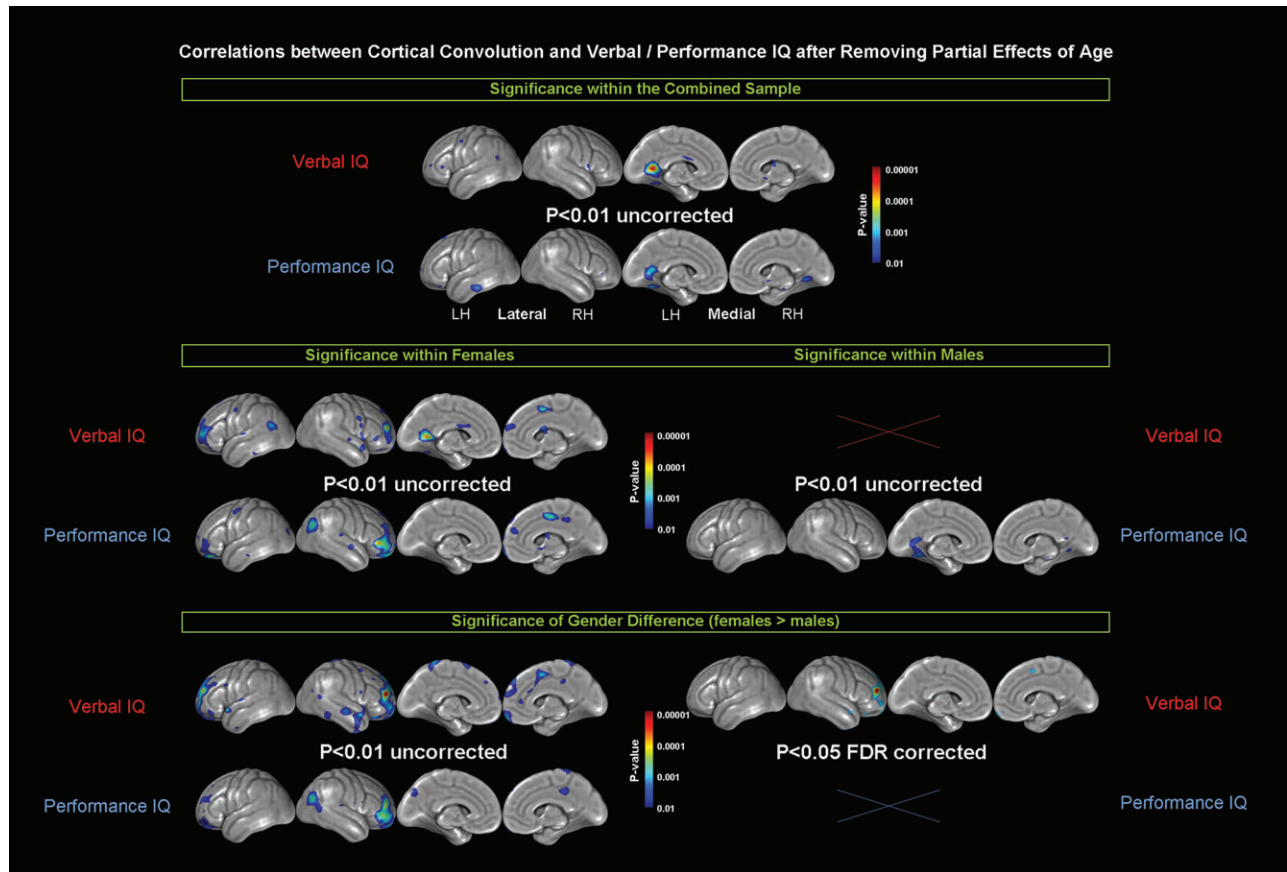 Correlations between Cortical Convolution and Verbal / Performance IQ after Removing Partial Effects of Age
Significance within the Combined Sample
Verbal IQ
P<0.01 uncorrected
Performance IQ
LH Lateral RH LH Medial RH
P-value
0.00001
0.0001
0.001
0.01
Significance within Females
Significance within Males
Verbal IQ
P<0.01 uncorrected
Performance IQ
P-value
0.00001
0.0001
0.001
0.01
Verbal IQ
P<0.01 uncorrected
Performance IQ
Significance of Gender Difference (females > males)
Verbal IQ
P<0.01 uncorrected
Performance IQ
P-value
0.00001
0.0001
0.001
0.01
Verbal IQ
P<0.05 FDR corrected
Performance IQ